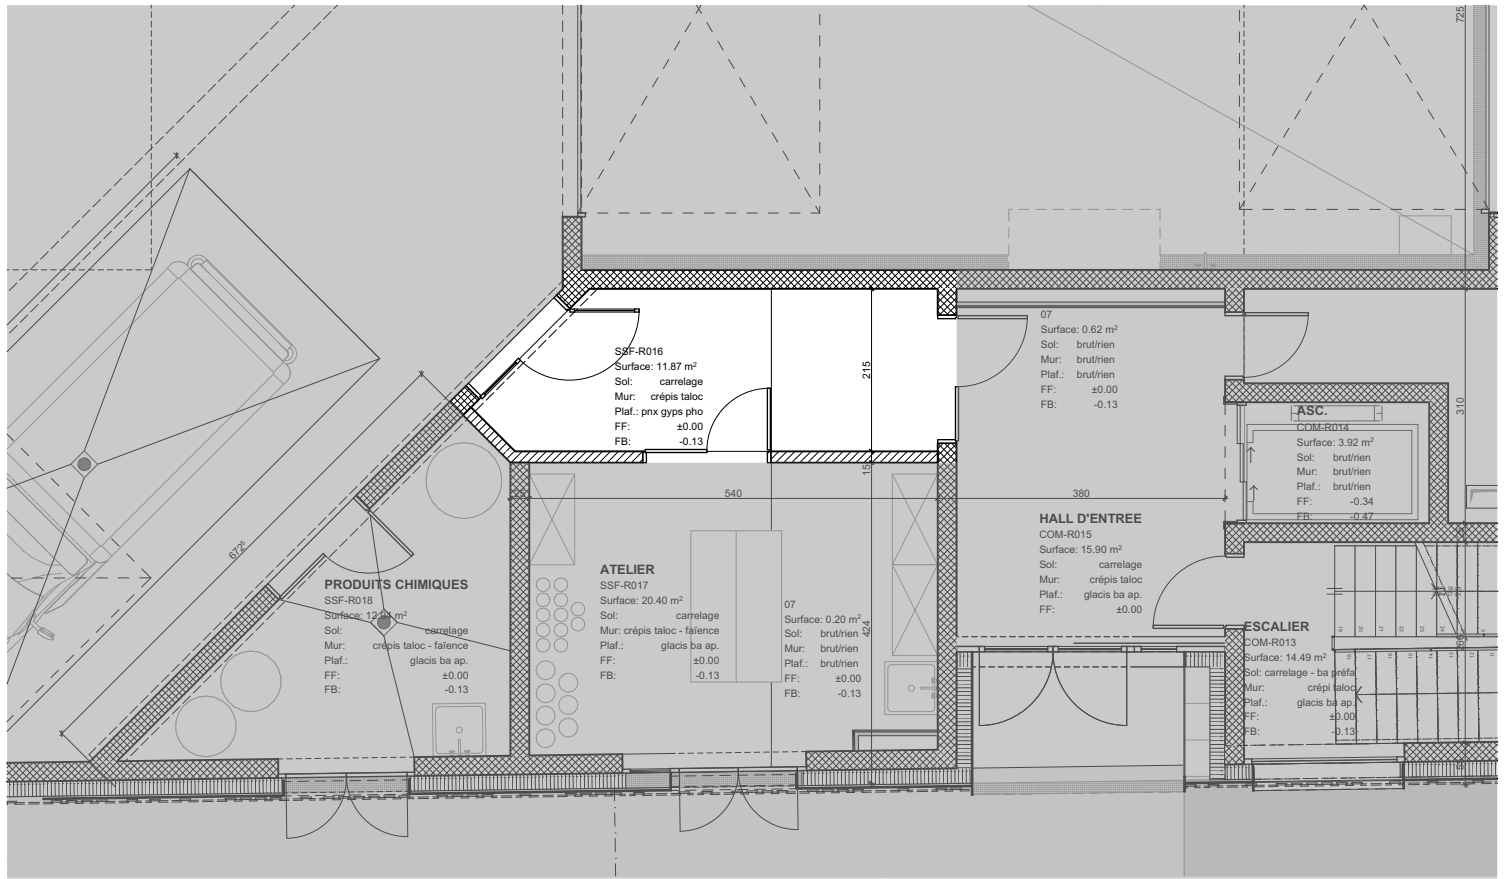 725
SSF-R016
Surface: 11.87 m²
Sol: carrelage
Mur: crépis taloc
Plaf.: pnx gyps pho
FF: ±0.00
FB: -0.13
215
15
07
Surface: 0.62 m²
Sol: brut/rien
Mur: brut/rien
Plaf.: brut/rien
FF: ±0.00
FB: -0.13
310
ASC.
COM-R014
Surface: 3.92 m²
Sol: brut/rien
Mur: brut/rien
Plaf.: brut/rien
FF: -0.34
FB: -0.47
25
540
380
HALL D'ENTREE
COM-R015
Surface: 15.90 m²
Sol: carrelage
Mur: crépis taloc
Plaf.: glacis ba ap.
FF: ±0.00
672⁵
PRODUITS CHIMIQUES
SSF-R018
Surface: 12.94 m²
Sol: carrelage
Mur: crépis taloc - faïence
Plaf.: glacis ba ap.
FF: ±0.00
FB: -0.13
ATELIER
SSF-R017
Surface: 20.40 m²
Sol: carrelage
Mur: crépis taloc - faïence
Plaf.: glacis ba ap.
FF: ±0.00
FB: -0.13
07
Surface: 0.20 m²
Sol: brut/rien
Mur: brut/rien
Plaf.: brut/rien
FF: ±0.00
FB: -0.13
424
ESCALIER
COM-R013
Surface: 14.49 m²
Sol: carrelage - ba préfa
Mur: crépi taloc
Plaf.: glacis ba ap.
FF: ±0.00
FB: -0.13